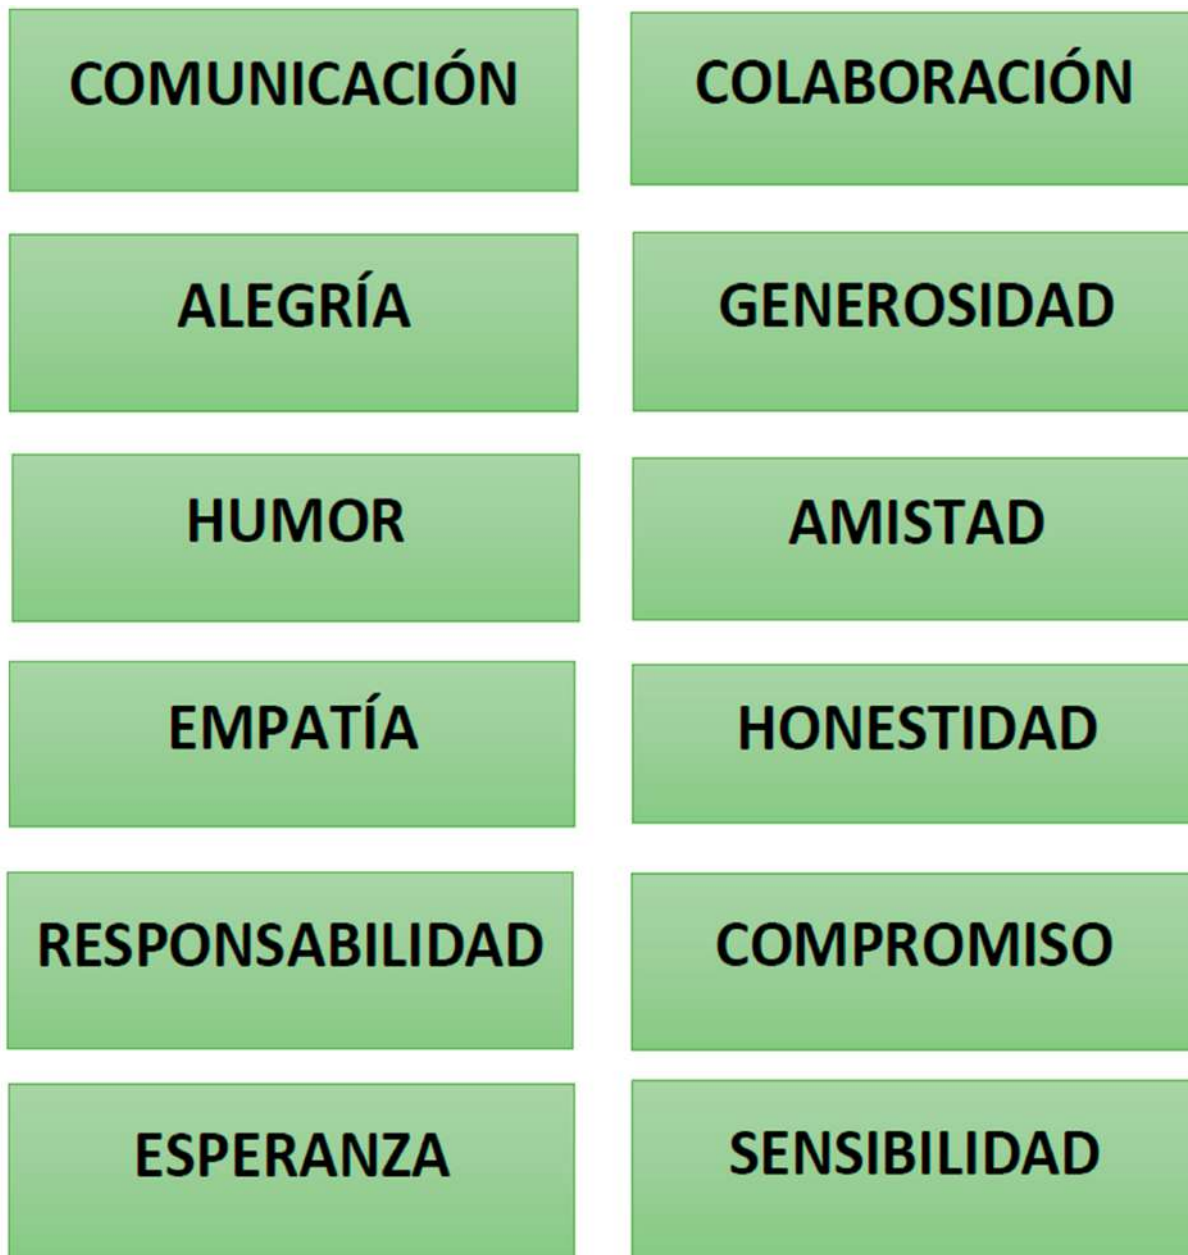 COMUNICACIÓN
COLABORACIÓN
ALEGRÍA
GENEROSIDAD
HUMOR
AMISTAD
EMPATÍA
HONESTIDAD
RESPONSABILIDAD
COMPROMISO
ESPERANZA
SENSIBILIDAD